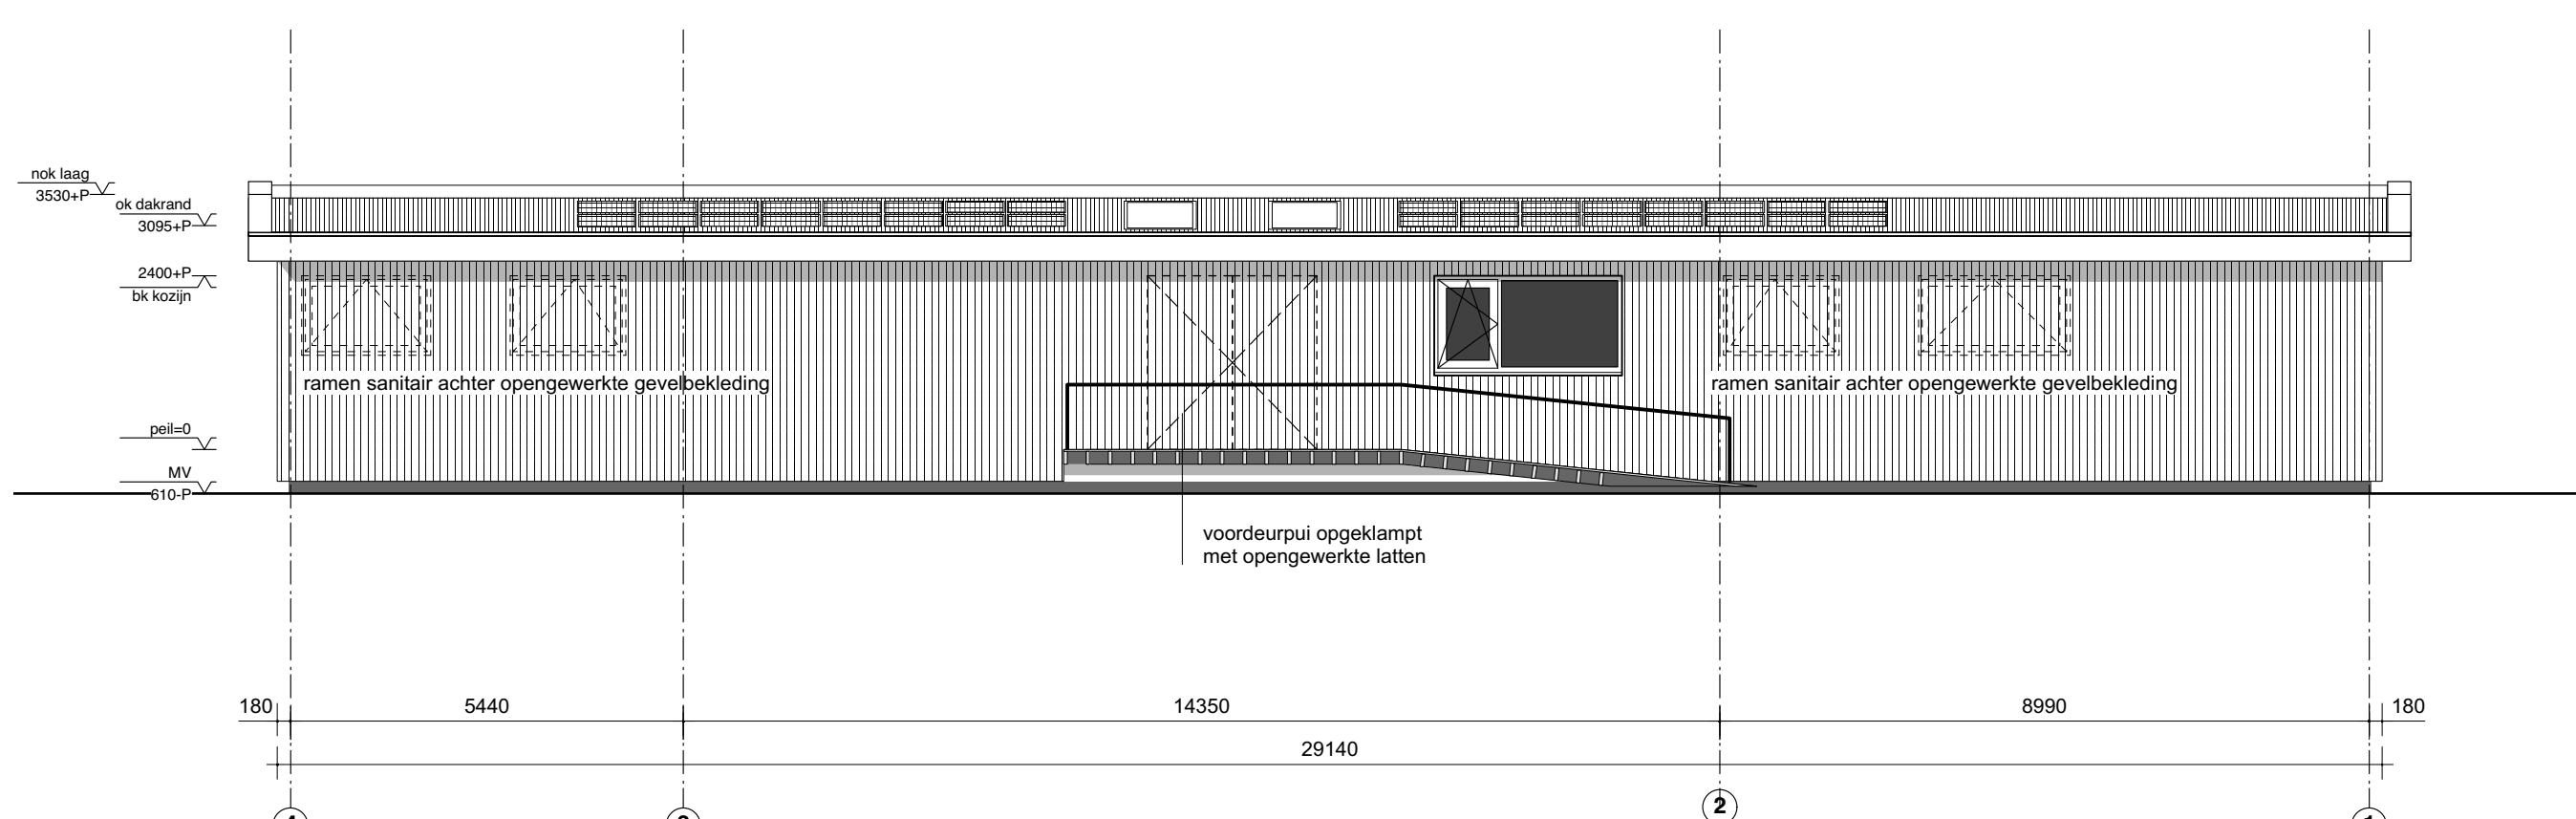 nok laag
3530+P
ok dakrand
3095+P
2400+P
bk kozijn
ramen sanitair achter opengewerkte gevelbekleding
ramen sanitair achter opengewerkte gevelbekleding
peil=0
MV
610-P
voordeurpui opgeklampt
met opengewerkte latten
180
5440
14350
8990
180
29140
2